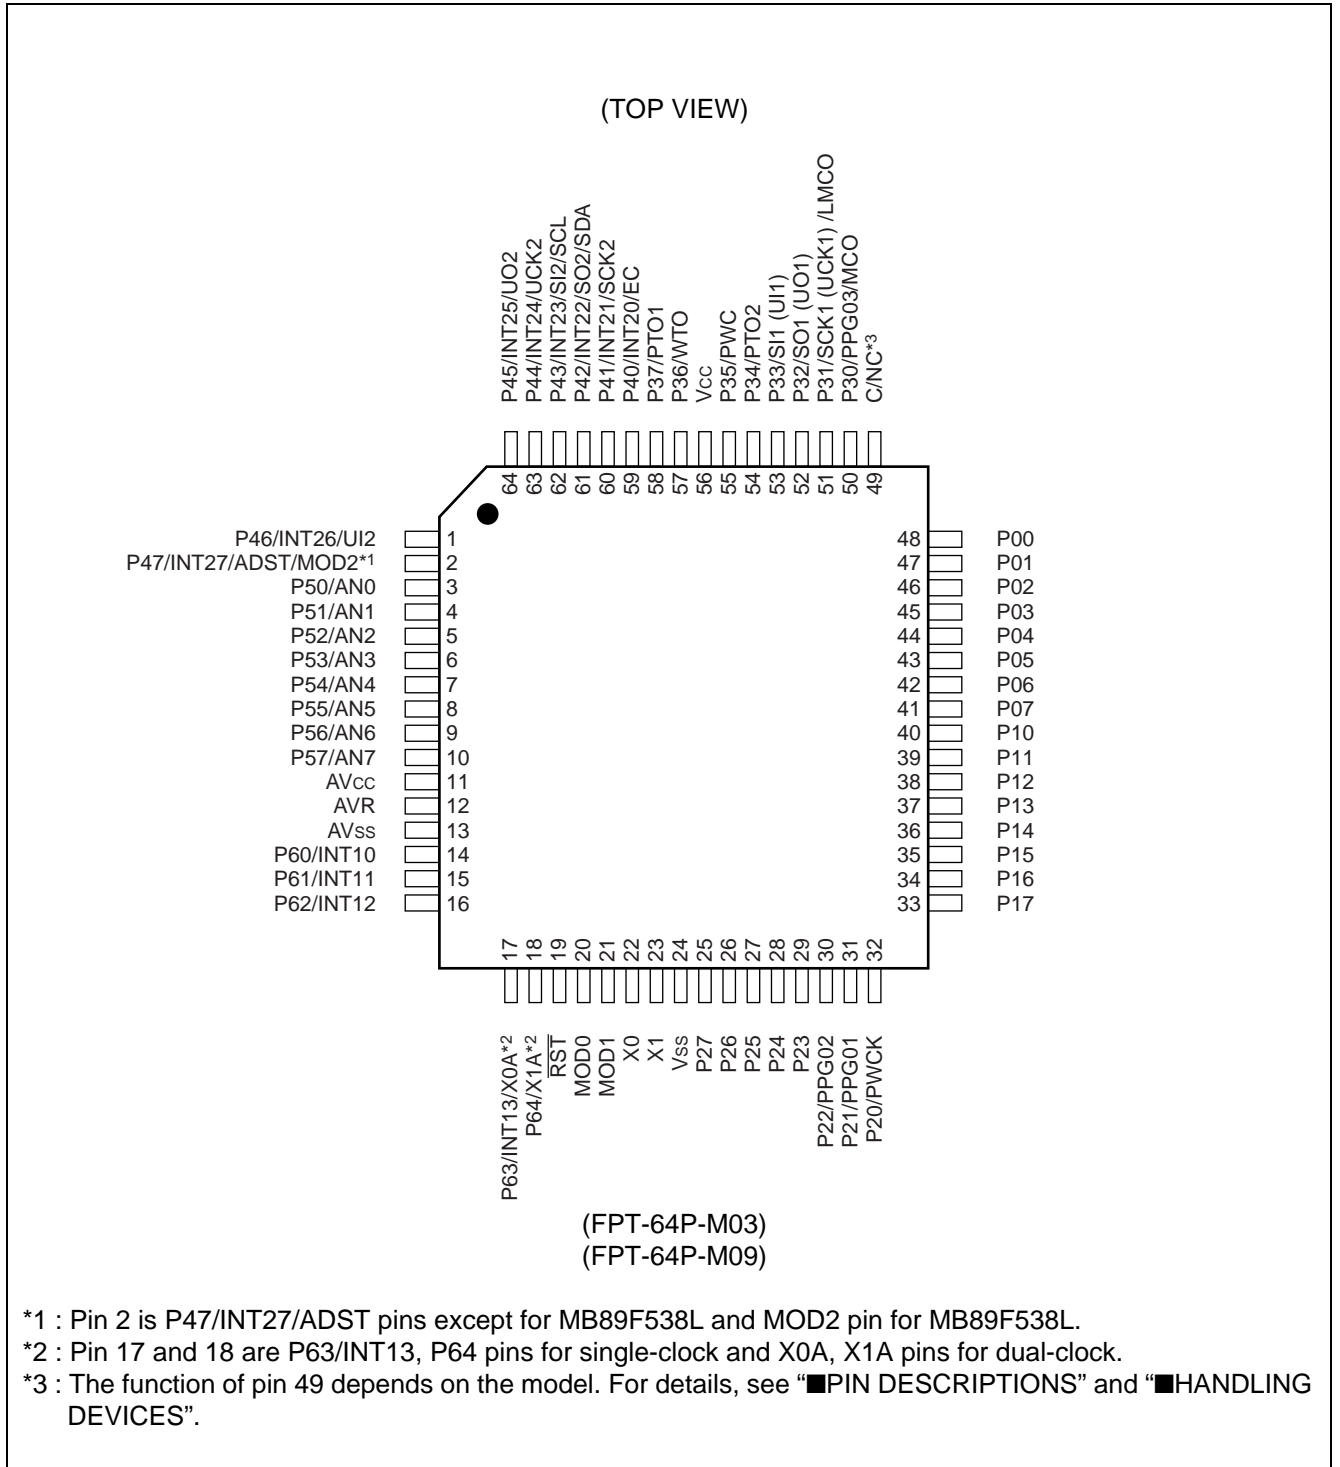 (TOP VIEW)
P45/INT25/UO2
P44/INT24/UCK2
P43/INT23/SI2/SCL
P42/INT22/SO2/SDA
P41/INT21/SCK2
P40/INT20/EC
P37/PTO1
P36/WTO
Vcc
P35/PWC
P34/PTO2
P33/SI1 (UI1)
P32/SO1 (UO1)
P31/SCK1 (UCK1) /LMCO
P30/PPG03/MCO
C/NC*3
64 63 62 61 60 59 58 57 56 55 54 53 52 51 50 49
P46/INT26/UI2 1
P47/INT27/ADST/MOD2*1 2
P50/AN0 3
P51/AN1 4
P52/AN2 5
P53/AN3 6
P54/AN4 7
P55/AN5 8
P56/AN6 9
P57/AN7 10
AVcc 11
AVR 12
AVss 13
P60/INT10 14
P61/INT11 15
P62/INT12 16
48 P00
47 P01
46 P02
45 P03
44 P04
43 P05
42 P06
41 P07
40 P10
39 P11
38 P12
37 P13
36 P14
35 P15
34 P16
33 P17
17 18 19 20 21 22 23 24 25 26 27 28 29 30 31 32
P63/INT13/X0A*2
P64/X1A*2
RST
MOD0
MOD1
X0
X1
Vss
P27
P26
P25
P24
P23
P22/PPG02
P21/PPG01
P20/PWCK
(FPT-64P-M03)
(FPT-64P-M09)
*1 : Pin 2 is P47/INT27/ADST pins except for MB89F538L and MOD2 pin for MB89F538L.
*2 : Pin 17 and 18 are P63/INT13, P64 pins for single-clock and X0A, X1A pins for dual-clock.
*3 : The function of pin 49 depends on the model. For details, see “■PIN DESCRIPTIONS” and “■HANDLING
DEVICES”.